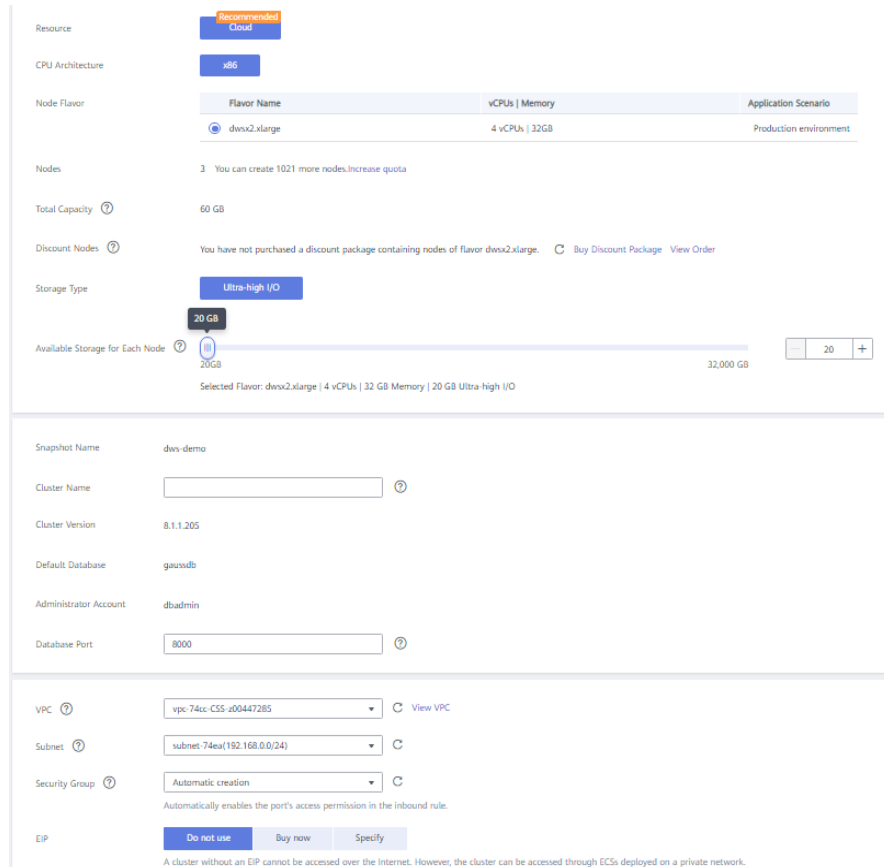 Resource
Recommended
Cloud
CPU Architecture
x86
Node Flavor
Flavor Name vCPUs | Memory Application Scenario
dwsx2.xlarge 4 vCPUs | 32GB Production environment
Nodes
3 You can create 1021 more nodes.Increase quota
Total Capacity ?
60 GB
Discount Nodes ?
You have not purchased a discount package containing nodes of flavor dwsx2.xlarge. Buy Discount Package View Order
Storage Type
Ultra-high I/O
20 GB
Available Storage for Each Node ?
− 20 +
20GB 32,000 GB
Selected Flavor: dwsx2.xlarge | 4 vCPUs | 32 GB Memory | 20 GB Ultra-high I/O
Snapshot Name dws-demo
Cluster Name ?
Cluster Version 8.1.1.205
Default Database gaussdb
Administrator Account dbadmin
Database Port 8000 ?
VPC ? vpc-74cc-CSS-z00447285 View VPC
Subnet ? subnet-74ea(192.168.0.0/24)
Security Group ? Automatic creation
Automatically enables the port's access permission in the inbound rule.
EIP Do not use Buy now Specify
A cluster without an EIP cannot be accessed over the Internet. However, the cluster can be accessed through ECSs deployed on a private network.